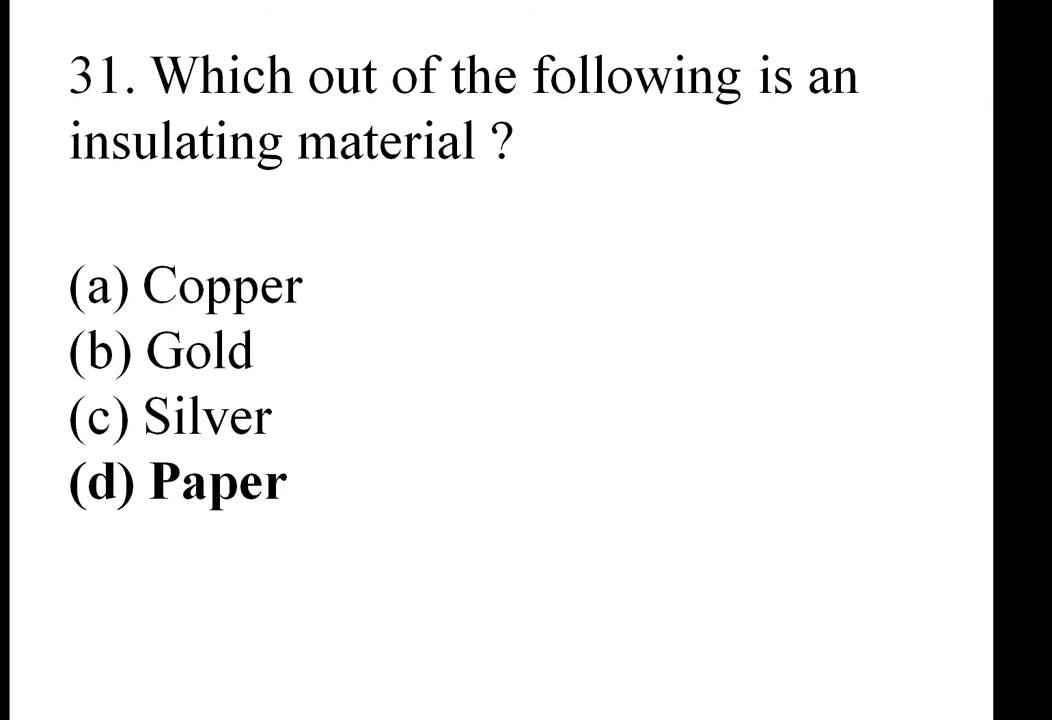 31. Which out of the following is an
insulating material ?
(a) Copper
(b) Gold
(c) Silver
(d) Paper